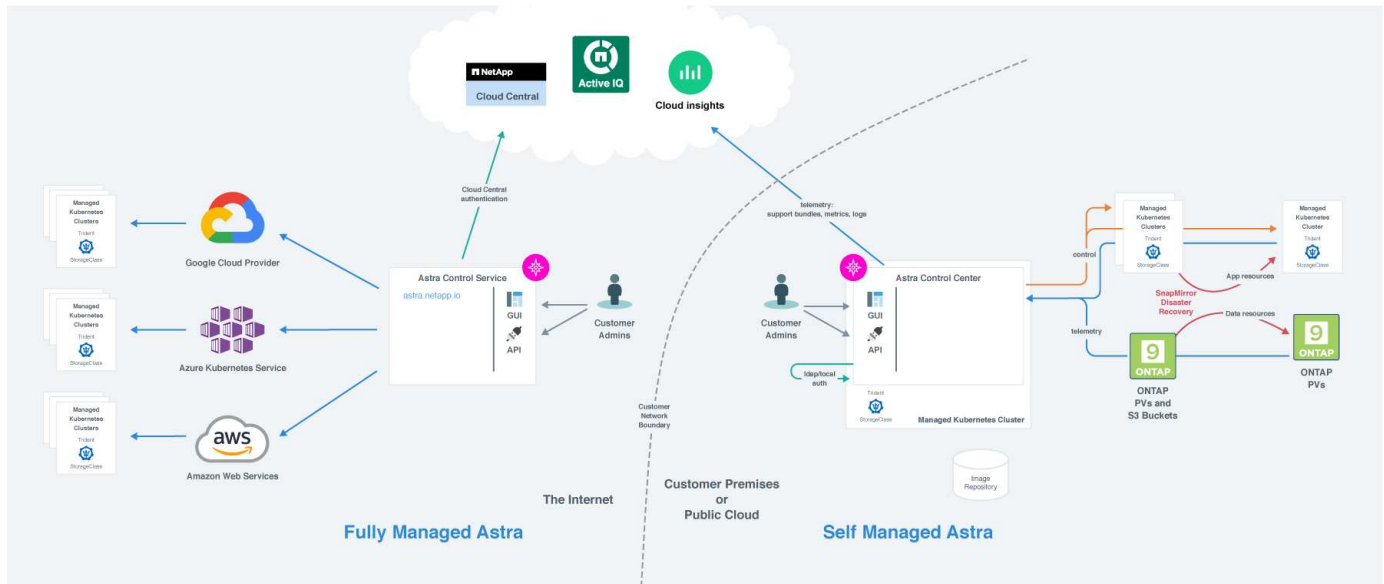 NetApp
Cloud Central
Active IQ
Cloud insights
Cloud Central
authentication
telemetry:
support bundles, metrics, logs
Managed
Kubernetes
Clusters
Trident
StorageClass
Google Cloud Provider
Managed
Kubernetes
Clusters
Trident
StorageClass
Azure Kubernetes Service
Managed
Kubernetes
Clusters
Trident
StorageClass
aws
Amazon Web Services
Astra Control Service
astra.netapp.io
GUI
API
Customer
Admins
The Internet
Fully Managed Astra
Customer
Network
Boundary
Customer Premises
or
Public Cloud
Customer
Admins
Astra Control Center
GUI
API
ldap/local
auth
Trident
StorageClass
Managed Kubernetes Cluster
Image
Repository
Self Managed Astra
control
telemetry
Managed
Kubernetes
Clusters
Trident
StorageClass
Managed
Kubernetes
Cluster
Trident
StorageClass
App resources
SnapMirror
Disaster
Recovery
Data resources
9
ONTAP
ONTAP
PVs and
S3 Buckets
9
ONTAP
ONTAP
PVs